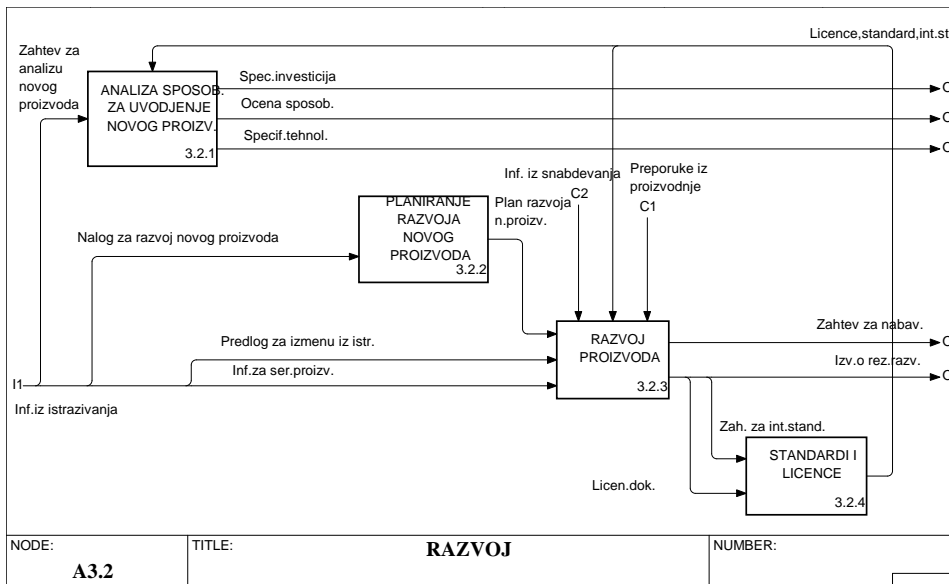 Licence,standard,int.st
Zahtev za
analizu
novog
proizvoda
ANALIZA SPOSOB.
ZA UVODJENJE
NOVOG PROIZV.
3.2.1
Spec.investicija
Ocena sposob.
Specif.tehnol.
Inf. iz snabdevanja
C2
Preporuke iz
proizvodnje
C1
PLANIRANJE
RAZVOJA
NOVOG
PROIZVODA
3.2.2
Plan razvoja
n.proizv.
Nalog za razvoj novog proizvoda
Predlog za izmenu iz istr.
Inf.za ser.proizv.
I1
Inf.iz istrazivanja
RAZVOJ
PROIZVODA
3.2.3
Zahtev za nabav.
Izv.o rez.razv.
Zah. za int.stand.
Licen.dok.
STANDARDI I
LICENCE
3.2.4
NODE:
A3.2
TITLE:
RAZVOJ
NUMBER: